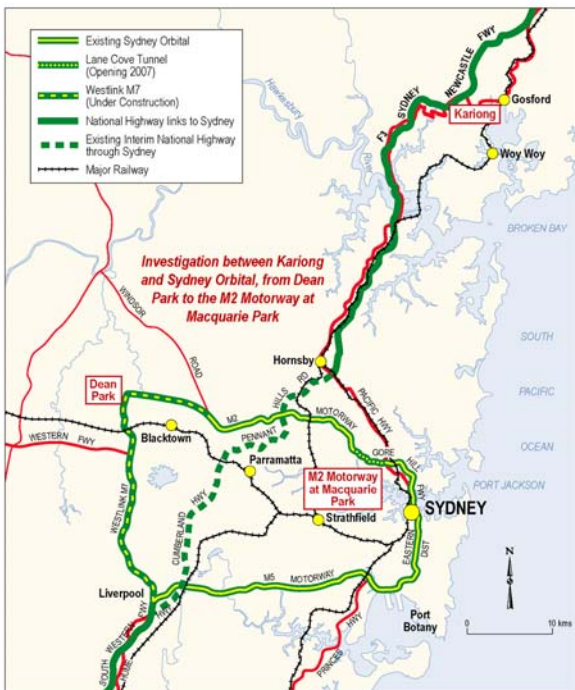 Existing Sydney Orbital
Lane Cove Tunnel
(Opening 2007)
Westlink M7
(Under Construction)
National Highway links to Sydney
Existing Interim National Highway
through Sydney
Major Railway
Hawkesbury
River
F3
SYDNEY
NEWCASTLE
FWY
Gosford
Kariong
Woy Woy
BROKEN BAY
Investigation between Kariong
and Sydney Orbital, from Dean
Park to the M2 Motorway at
Macquarie Park
WINDSOR
ROAD
SOUTH
PACIFIC
OCEAN
Hornsby
PACIFIC
HWY
Dean
Park
PENNANT
HILLS
RD
M2
MOTORWAY
WESTERN FWY
Blacktown
Parramatta
GORE
HILL
FWY
PORT JACKSON
M2 Motorway
at Macquarie
Park
SYDNEY
WESTLINK M7
CUMBERLAND
HWY
Strathfield
EASTERN
DIST
Liverpool
M5
MOTORWAY
SOUTH
WESTERN
FWY
HUME
HWY
PRINCES
HWY
Port
Botany
N
0
10 kms